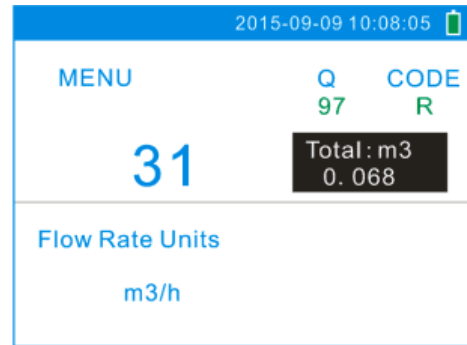 2015-09-09 10:08:05
MENU
Q
CODE
97
R
31
Total:m3
0.068
Flow Rate Units
m3/h